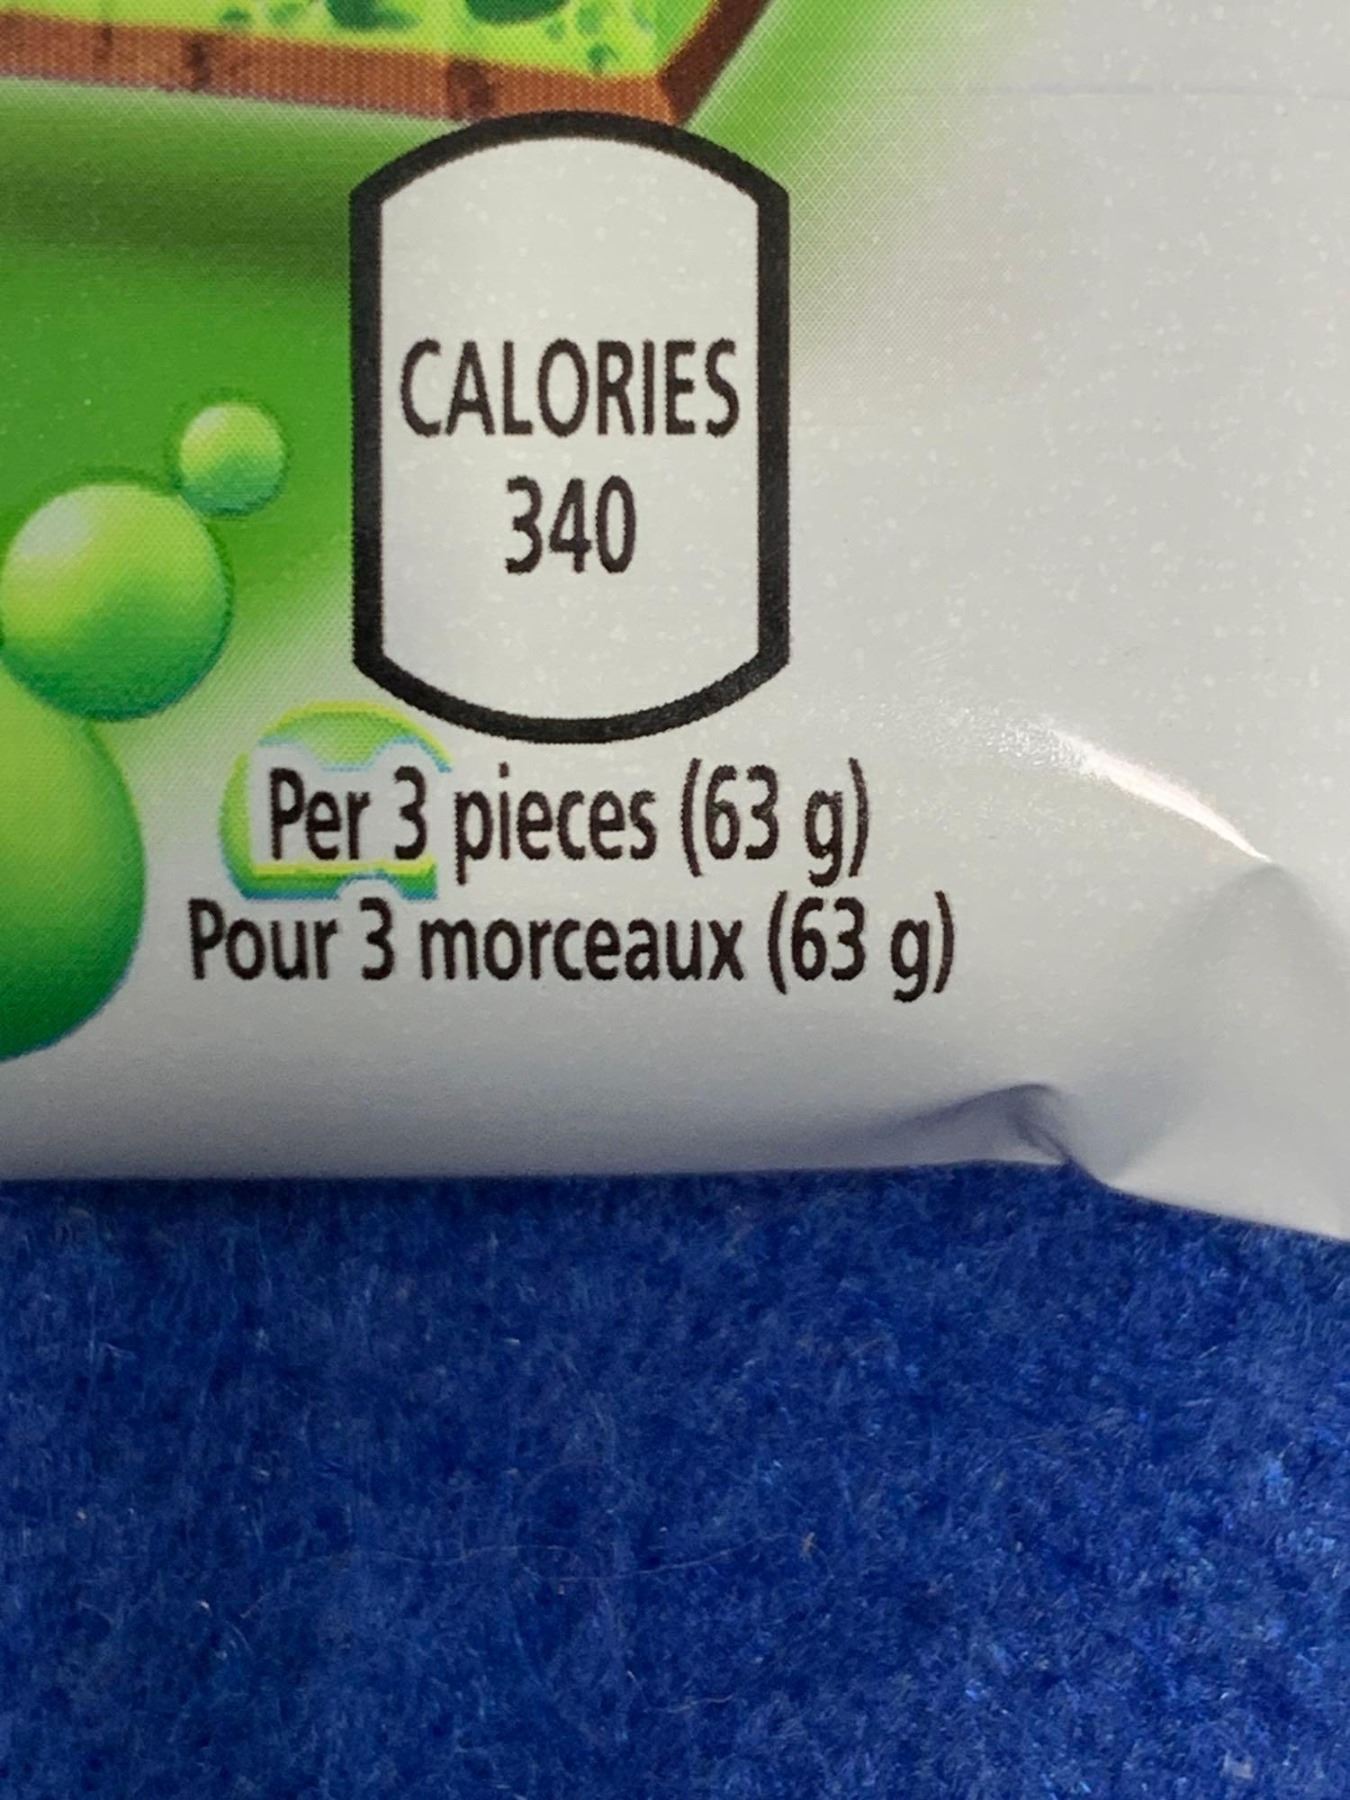 CALORIES
340
Per 3 pieces (63 g)
Pour 3 morceaux (63 g)